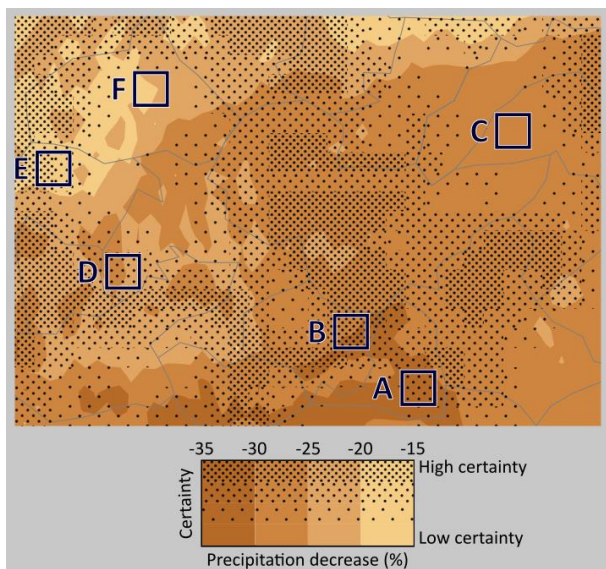 F
C
E
D
B
A
-35 -30 -25 -20 -15
Certainty
High certainty
Low certainty
Precipitation decrease (%)